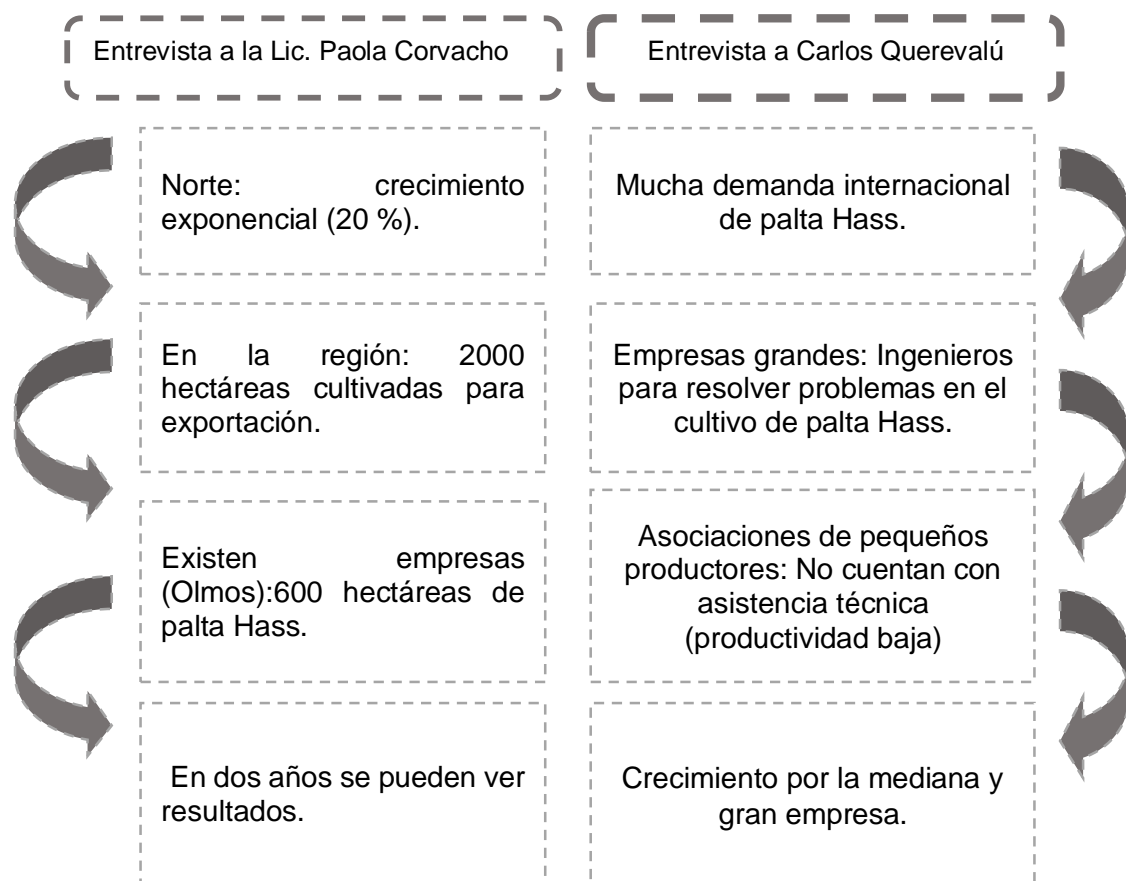 Entrevista a la Lic. Paola Corvacho
Norte: crecimiento
exponencial (20 %).
En la región: 2000
hectáreas cultivadas para
exportación.
Existen empresas
(Olmos):600 hectáreas de
palta Hass.
En dos años se pueden ver
resultados.
Entrevista a Carlos Querevalú
Mucha demanda internacional
de palta Hass.
Empresas grandes: Ingenieros
para resolver problemas en el
cultivo de palta Hass.
Asociaciones de pequeños
productores: No cuentan con
asistencia técnica
(productividad baja)
Crecimiento por la mediana y
gran empresa.